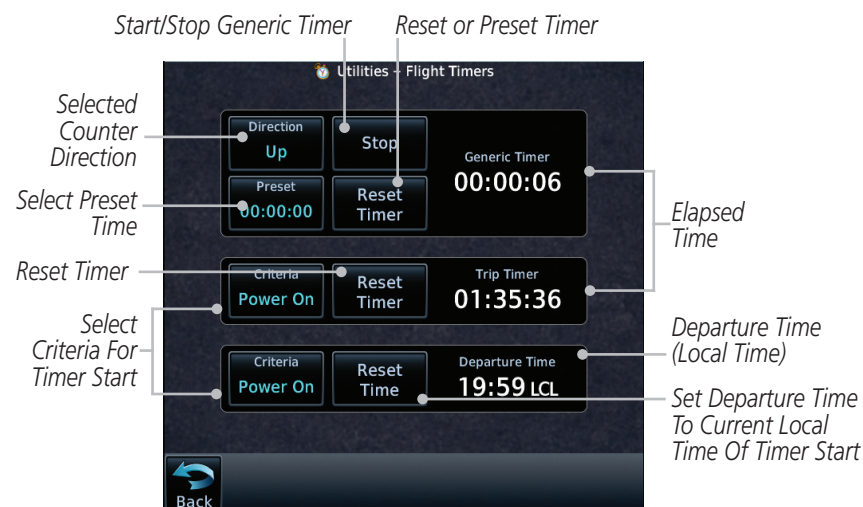 Start/Stop Generic Timer
Reset or Preset Timer
Utilities – Flight Timers
Selected
Counter
Direction
Direction
Up
Stop
Generic Timer
00:00:06
Select Preset
Time
Preset
00:00:00
Reset
Timer
Elapsed
Time
Reset Timer
Criteria
Power On
Reset
Timer
Trip Timer
01:35:36
Select
Criteria For
Timer Start
Departure Time
(Local Time)
Criteria
Power On
Reset
Time
Departure Time
19:59 LCL
Set Departure Time
To Current Local
Time Of Timer Start
Back